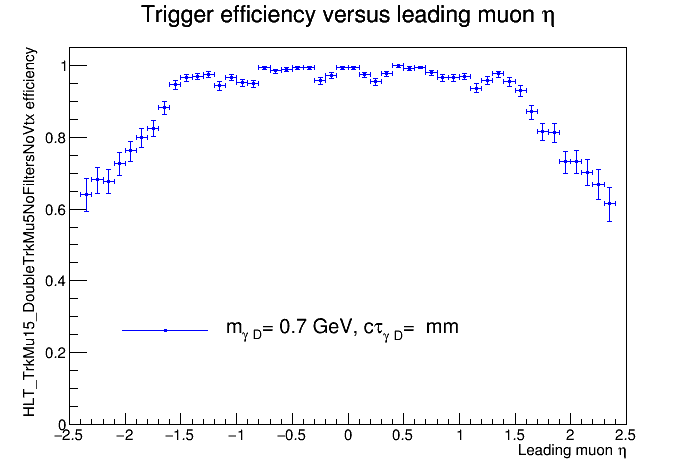 Trigger efficiency versus leading muon η
HLT_TrkMu15_DoubleTrkMu5NoFiltersNoVtx efficiency
1
0.8
0.6
0.4
0.2
0
m_γ D= 0.7 GeV, cτ_γ D= mm
−2.5 −2 −1.5 −1 −0.5 0 0.5 1 1.5 2 2.5
Leading muon η